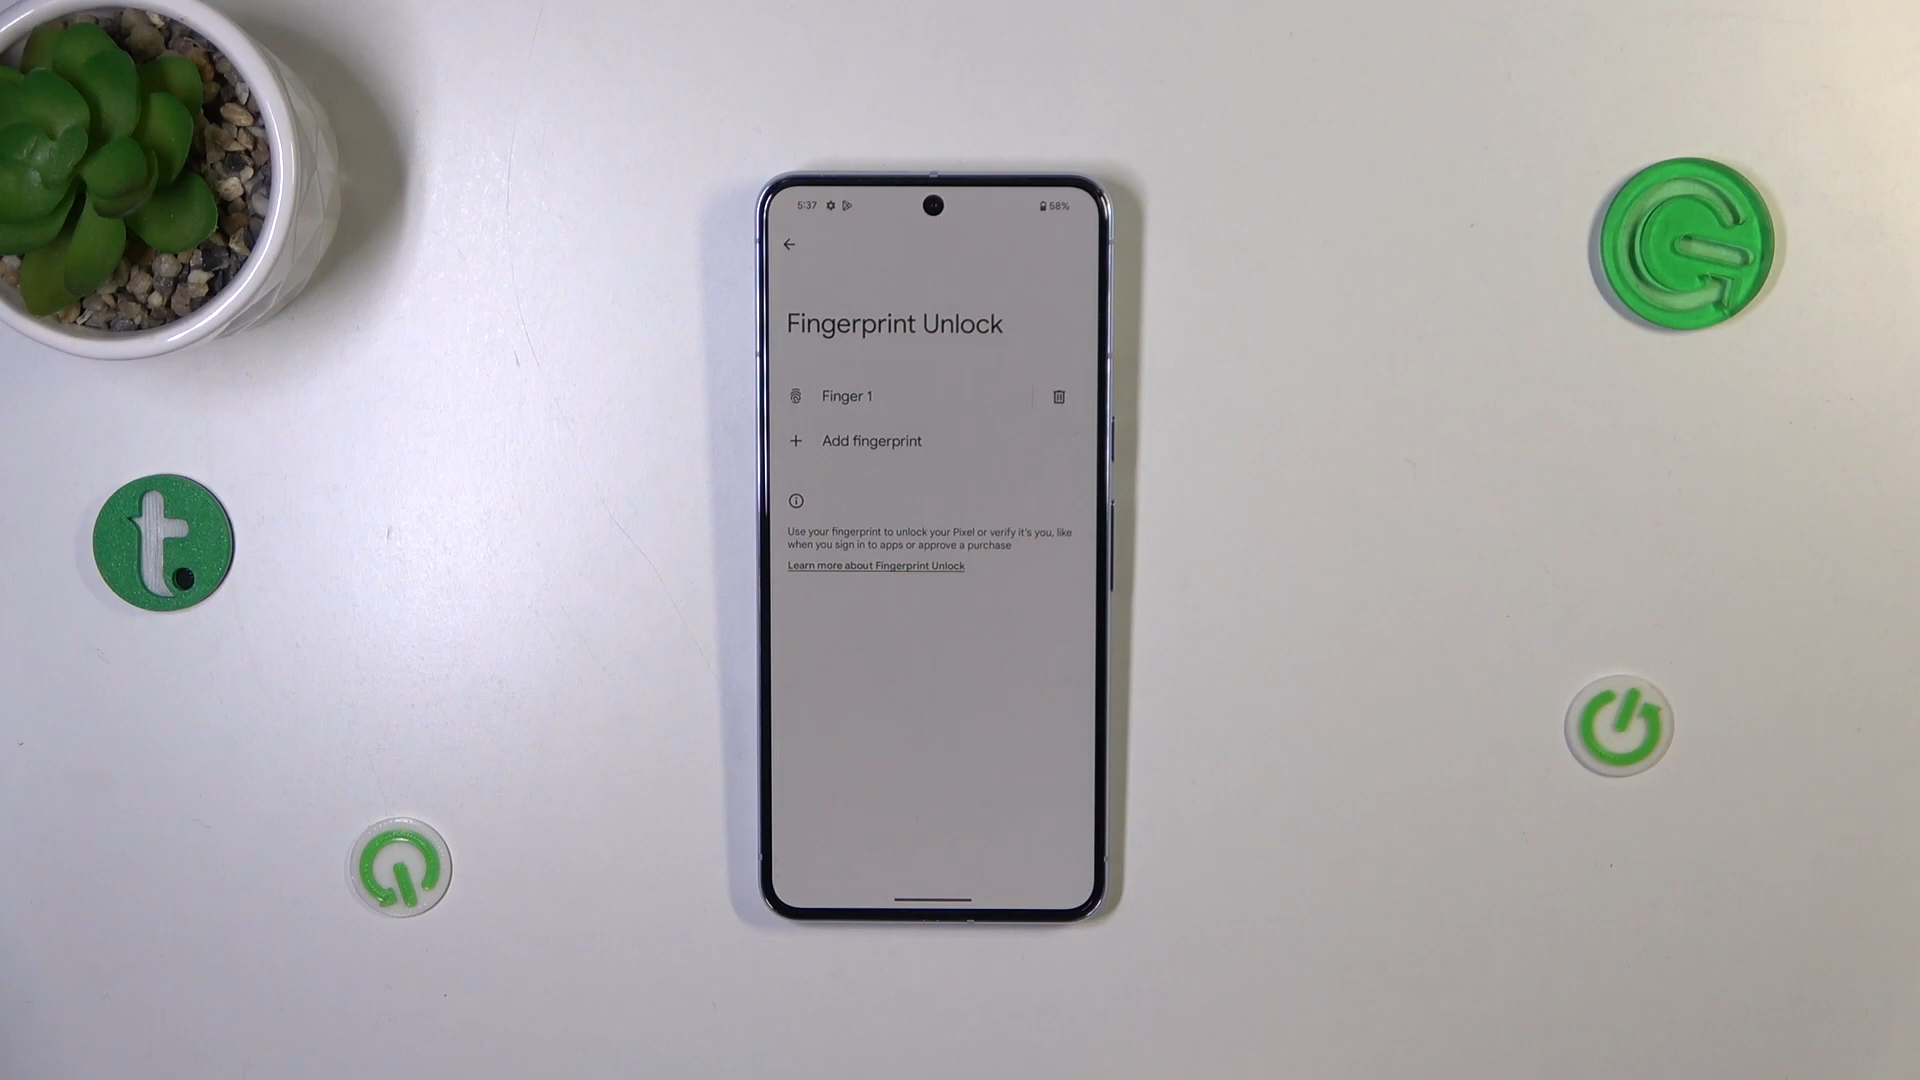 5:37 58%
Fingerprint Unlock
Finger 1
Add fingerprint
Use your fingerprint to unlock your Pixel or verify it's you, like
when you sign in to apps or approve a purchase
Learn more about Fingerprint Unlock
t.